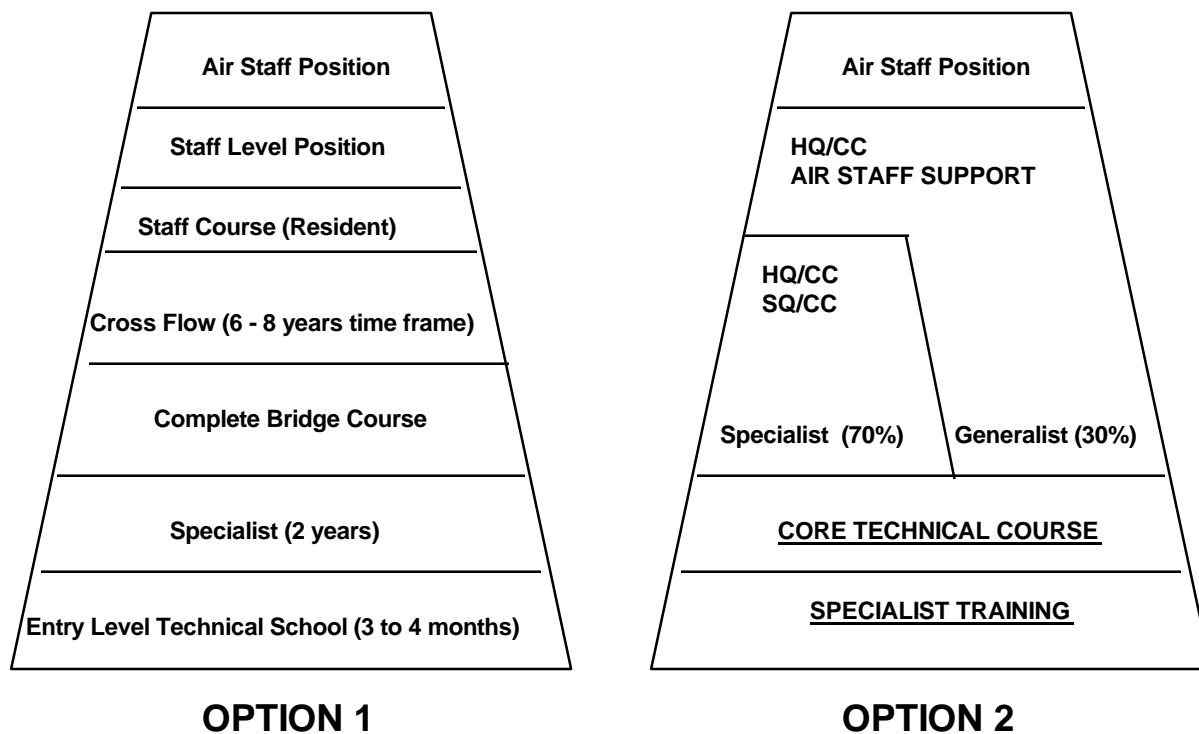 Air Staff Position
Staff Level Position
Staff Course (Resident)
Cross Flow (6 - 8 years time frame)
Complete Bridge Course
Specialist (2 years)
Entry Level Technical School (3 to 4 months)
OPTION 1
Air Staff Position
HQ/CC
AIR STAFF SUPPORT
HQ/CC
SQ/CC
Specialist (70%)
Generalist (30%)
CORE TECHNICAL COURSE
SPECIALIST TRAINING
OPTION 2